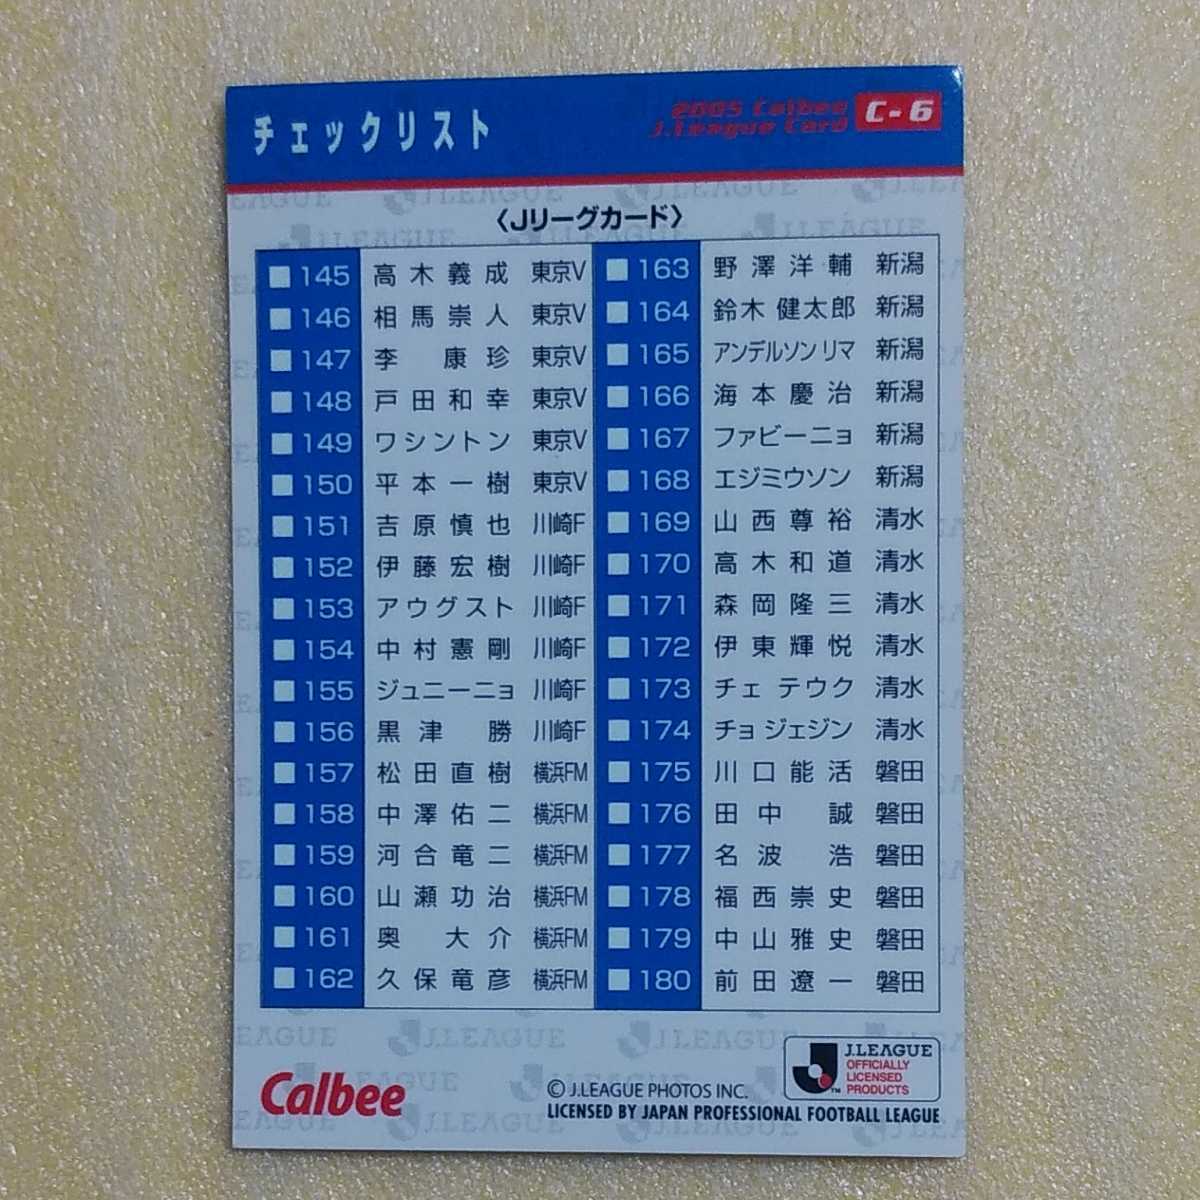 チェックリスト
2005 Calbee
J.League Card
C-6
〈Jリーグカード〉
145 高木義成 東京V
146 相馬崇人 東京V
147 李 康珍 東京V
148 戸田和幸 東京V
149 ワシントン 東京V
150 平本一樹 東京V
151 吉原慎也 川崎F
152 伊藤宏樹 川崎F
153 アウグスト 川崎F
154 中村憲剛 川崎F
155 ジュニーニョ 川崎F
156 黒津 勝 川崎F
157 松田直樹 横浜FM
158 中澤佑二 横浜FM
159 河合竜二 横浜FM
160 山瀬功治 横浜FM
161 奥 大介 横浜FM
162 久保竜彦 横浜FM
163 野澤洋輔 新潟
164 鈴木健太郎 新潟
165 アンデルソン リマ 新潟
166 海本慶治 新潟
167 ファビーニョ 新潟
168 エジミウソン 新潟
169 山西尊裕 清水
170 高木和道 清水
171 森岡隆三 清水
172 伊東輝悦 清水
173 チェ テウク 清水
174 チョ ジェジン 清水
175 川口能活 磐田
176 田中 誠 磐田
177 名波 浩 磐田
178 福西崇史 磐田
179 中山雅史 磐田
180 前田遼一 磐田
Calbee
© J.LEAGUE PHOTOS INC.
LICENSED BY JAPAN PROFESSIONAL FOOTBALL LEAGUE
J.LEAGUE
OFFICIALLY
LICENSED
PRODUCTS